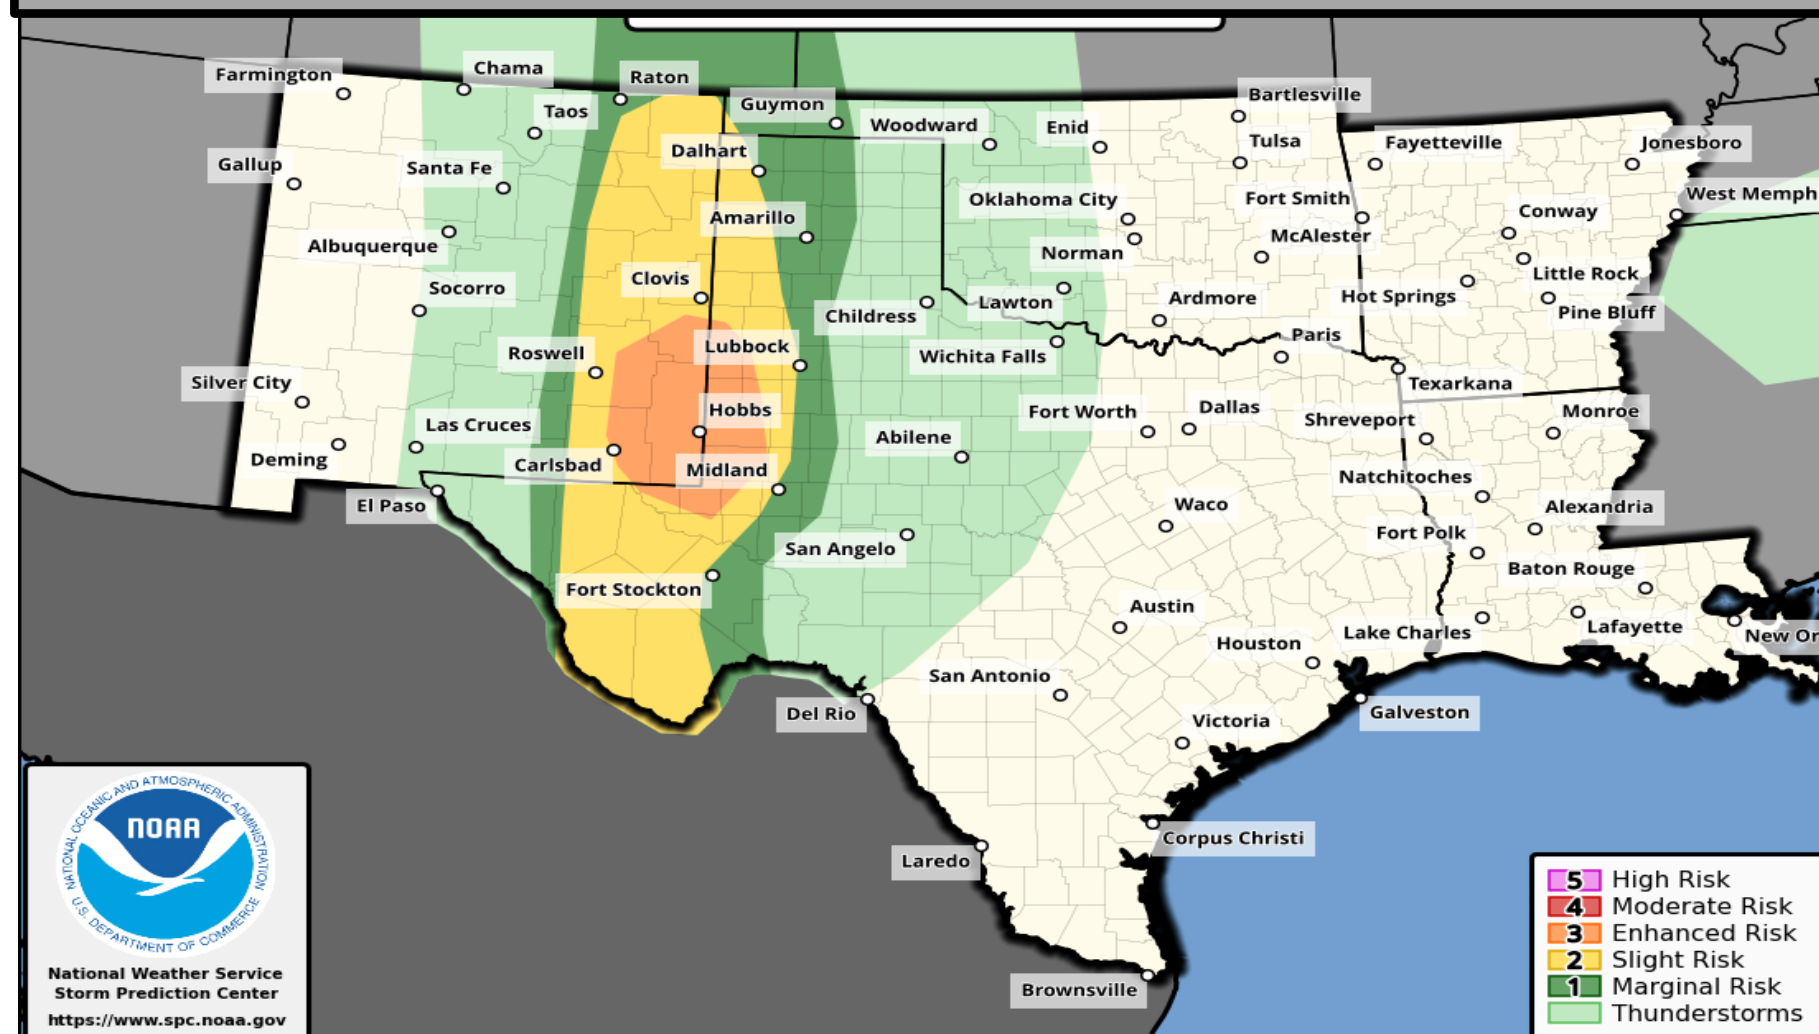 Farmington
Chama
Raton
Guymon
Taos
Woodward
Enid
Bartlesville
Tulsa
Fayetteville
Jonesboro
Gallup
Santa Fe
Dalhart
Oklahoma City
Fort Smith
West Memph
Albuquerque
Amarillo
Norman
McAlester
Conway
Socorro
Clovis
Childress
Lawton
Ardmore
Hot Springs
Little Rock
Pine Bluff
Roswell
Lubbock
Wichita Falls
Paris
Silver City
Las Cruces
Hobbs
Fort Worth
Dallas
Texarkana
Shreveport
Monroe
Deming
Carlsbad
Midland
Abilene
Natchitoches
El Paso
San Angelo
Waco
Fort Polk
Alexandria
Baton Rouge
Fort Stockton
Austin
Houston
Lake Charles
Lafayette
New Or
San Antonio
Del Rio
Victoria
Galveston
Laredo
Corpus Christi
Brownsville
NATIONAL OCEANIC AND ATMOSPHERIC ADMINISTRATION
NOAA
U.S. DEPARTMENT OF COMMERCE
National Weather Service
Storm Prediction Center
https://www.spc.noaa.gov
5 High Risk
4 Moderate Risk
3 Enhanced Risk
2 Slight Risk
1 Marginal Risk
Thunderstorms